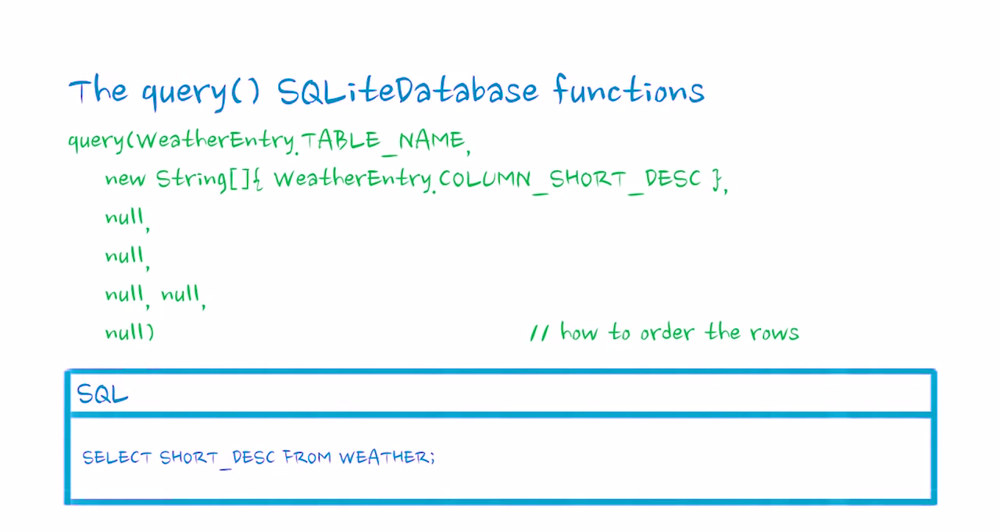 The query() SQLiteDatabase functions
query(WeatherEntry.TABLE_NAME,
new String[]{ WeatherEntry.COLUMN_SHORT_DESC },
null,
null,
null, null,
null) // how to order the rows
SQL
SELECT SHORT_DESC FROM WEATHER;